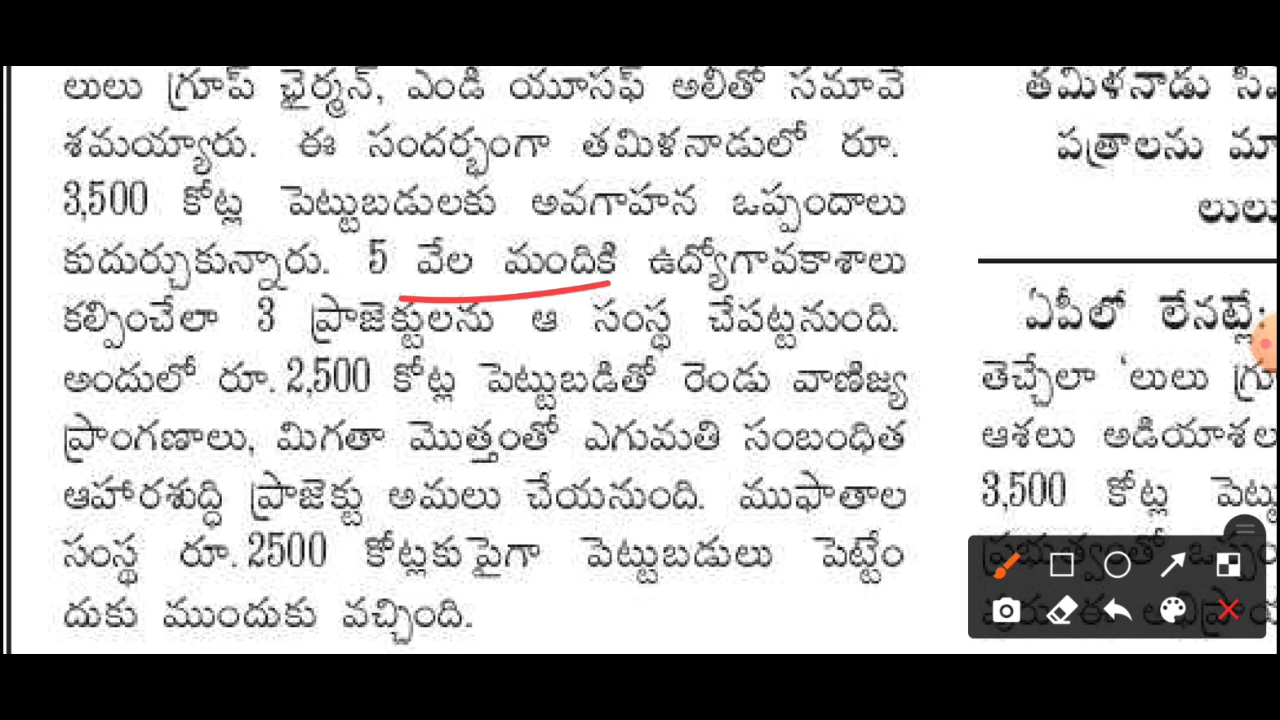 లులు గ్రూప్ ఛైర్మన్, ఎండి యూసఫ్ అలీతో సమావే
శమయ్యారు. ఈ సందర్భంగా తమిళనాడులో రూ.
3,500 కోట్ల పెట్టుబడులకు అవగాహన ఒప్పందాలు
కుదుర్చుకున్నారు. 5 వేల మందికి ఉద్యోగావకాశాలు
కల్పించేలా 3 ప్రాజెక్టులను ఆ సంస్థ చేపట్టనుంది.
అందులో రూ. 2,500 కోట్ల పెట్టుబడితో రెండు వాణిజ్య
ప్రాంగణాలు, మిగతా మొత్తంతో ఎగుమతి సంబంధిత
ఆహారశుద్ధి ప్రాజెక్టు అమలు చేయనుంది. ముఫాతాల
సంస్థ రూ. 2500 కోట్లకుపైగా పెట్టుబడులు పెట్టేం
దుకు ముందుకు వచ్చింది.
తమిళనాడు
పత్రాలను
లులు
ఏపీలో లేనట్లే:
తెచ్చేలా 'లులు
ఆశలు
3,500 కోట్ల